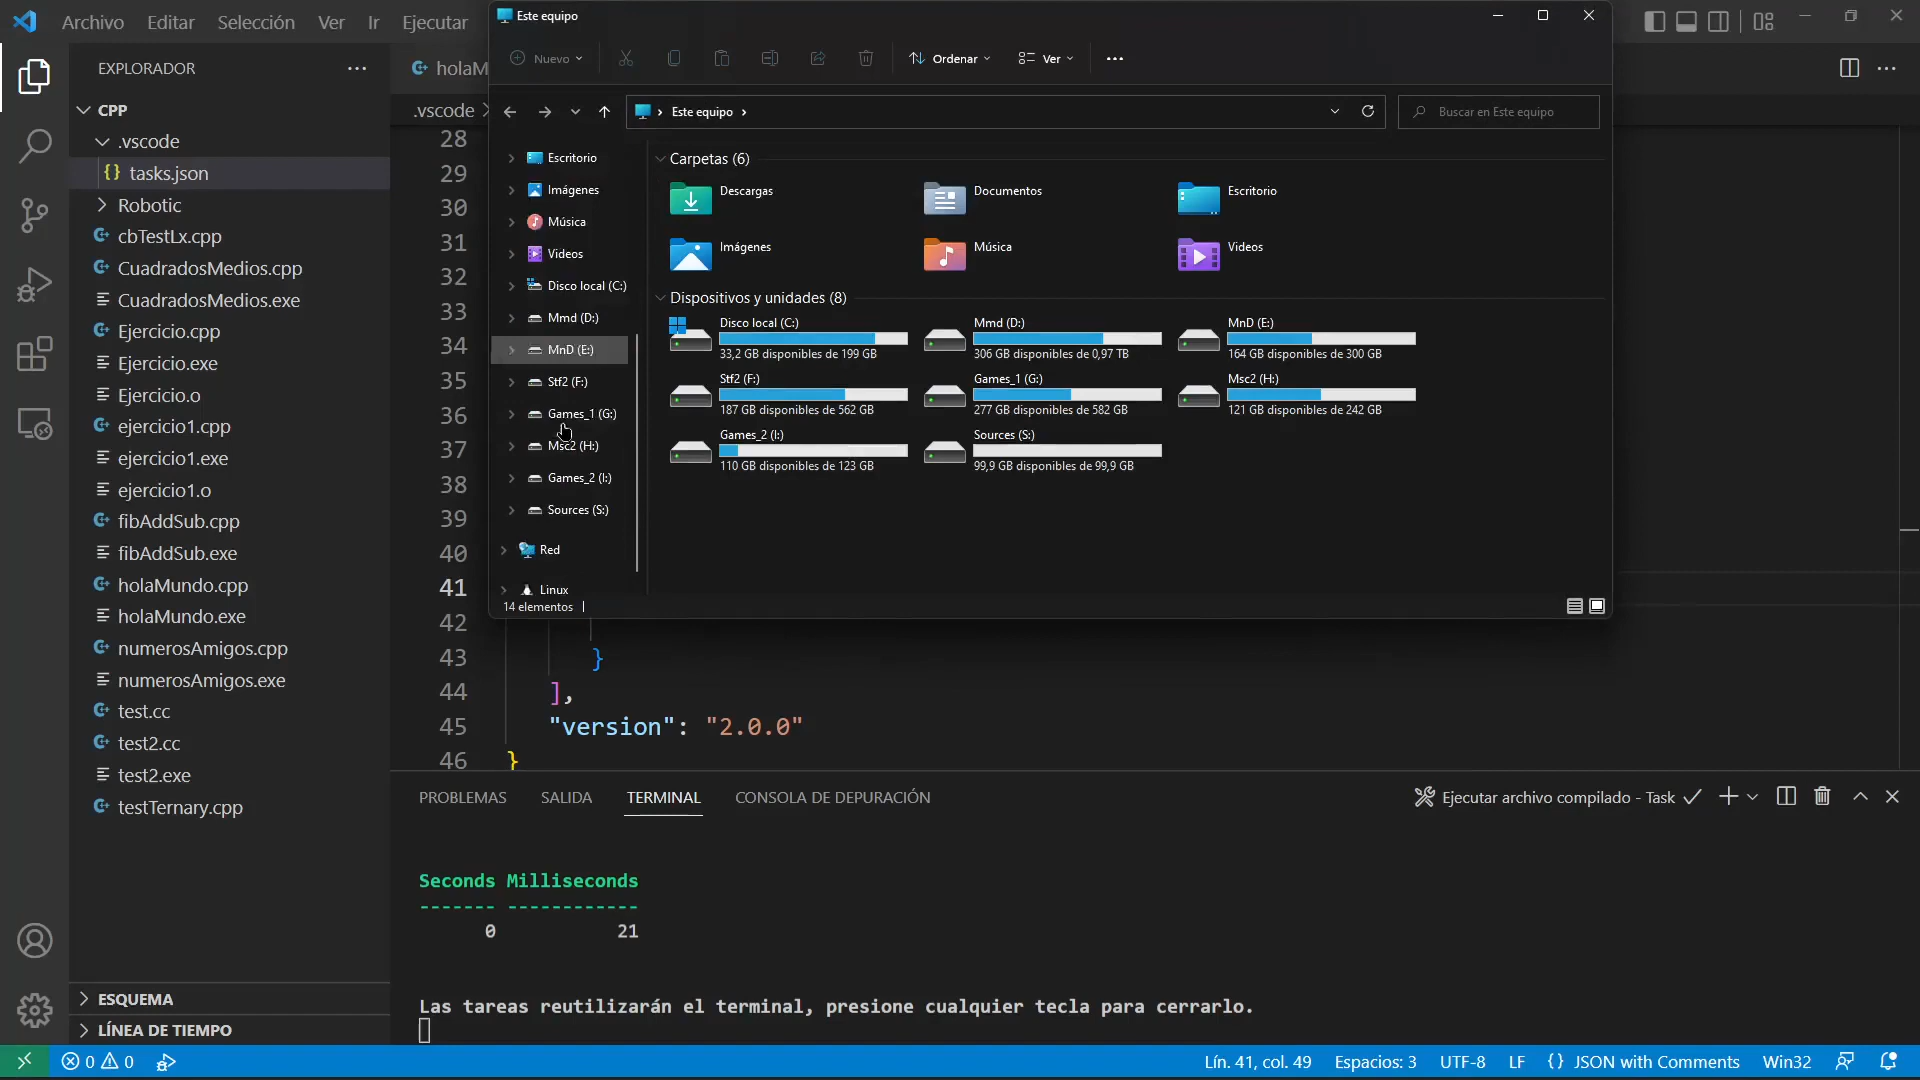 Archivo Editar Selección Ver Ir Ejecutar
EXPLORADOR
CPP
.vscode
tasks.json
Robotic
cbTestLx.cpp
CuadradosMedios.cpp
CuadradosMedios.exe
Ejercicio.cpp
Ejercicio.exe
Ejercicio.o
ejercicio1.cpp
ejercicio1.exe
ejercicio1.o
fibAddSub.cpp
fibAddSub.exe
holaMundo.cpp
holaMundo.exe
numerosAmigos.cpp
numerosAmigos.exe
test.cc
test2.cc
test2.exe
testTernary.cpp
ESQUEMA
LÍNEA DE TIEMPO
holaM
.vscode
28
29
30
31
32
33
34
35
36
37
38
39
40
41
42
43 }
44 ],
45 "version": "2.0.0"
46 }
Este equipo
Nuevo
Ordenar
Ver
Este equipo
Buscar en Este equipo
Escritorio
Imágenes
Música
Videos
Disco local (C:)
Mmd (D:)
MnD (E:)
Stf2 (F:)
Games_1 (G:)
Msc2 (H:)
Games_2 (I:)
Sources (S:)
Red
Linux
14 elementos
Carpetas (6)
Descargas
Documentos
Escritorio
Imágenes
Música
Videos
Dispositivos y unidades (8)
Disco local (C:)
33,2 GB disponibles de 199 GB
Mmd (D:)
306 GB disponibles de 0,97 TB
MnD (E:)
164 GB disponibles de 300 GB
Stf2 (F:)
187 GB disponibles de 562 GB
Games_1 (G:)
277 GB disponibles de 582 GB
Msc2 (H:)
121 GB disponibles de 242 GB
Games_2 (I:)
110 GB disponibles de 123 GB
Sources (S:)
99,9 GB disponibles de 99,9 GB
PROBLEMAS SALIDA TERMINAL CONSOLA DE DEPURACIÓN
Ejecutar archivo compilado - Task
Seconds Milliseconds
------- ------------
0 21
Las tareas reutilizarán el terminal, presione cualquier tecla para cerrarlo.
0 0
Lín. 41, col. 49 Espacios: 3 UTF-8 LF {} JSON with Comments Win32